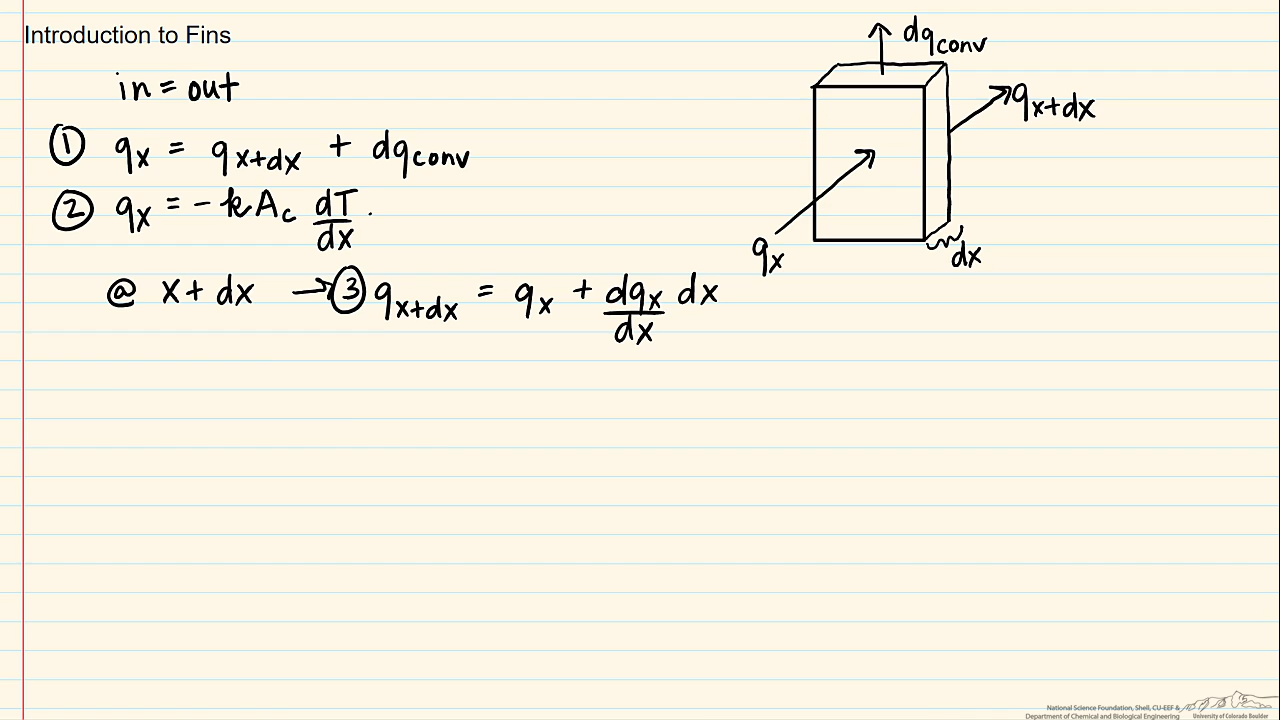 Introduction to Fins
in = out
① qx = qx+dx + dqconv
② qx = -kAc dT/dx.
@ x + dx → ③ qx+dx = qx + dqx/dx dx
dqconv
qx+dx
qx
dx
National Science Foundation, Shell, CU-EEF &
Department of Chemical and Biological Engineering
University of Colorado Boulder